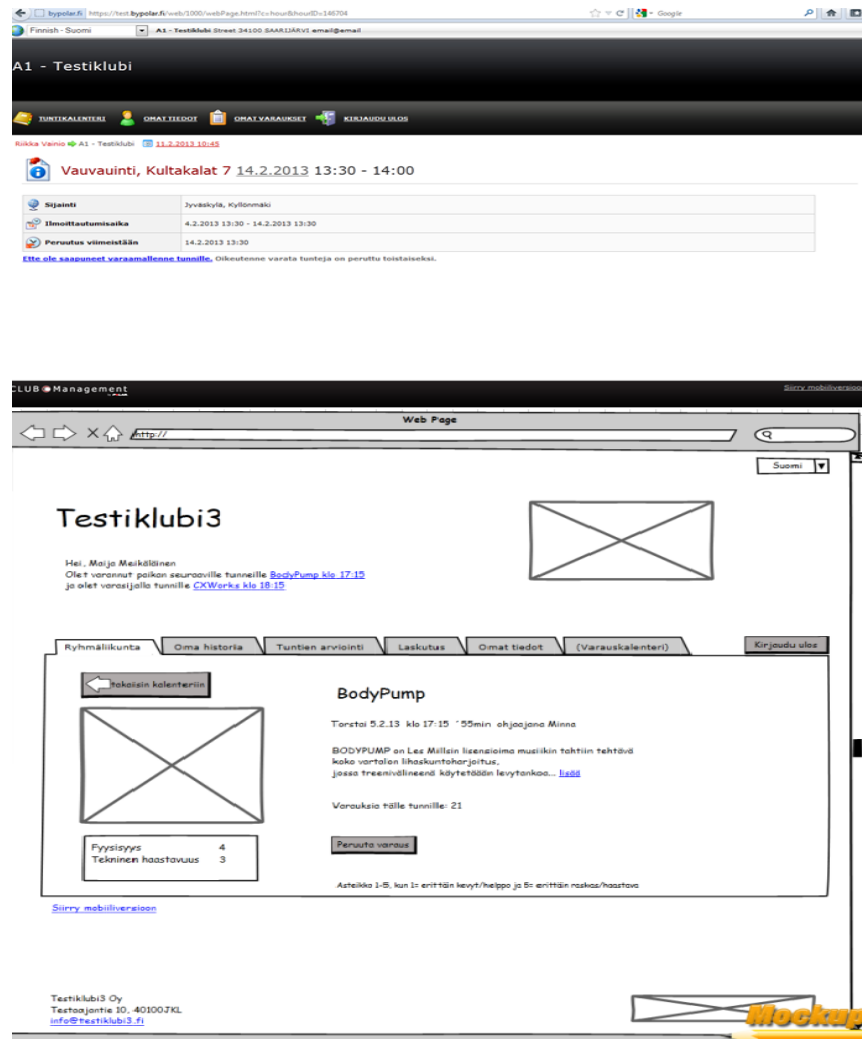 bypolar.fi https://test.bypolar.fi/web/1000/webPage.html?c=hour&hourID=146704 Google
Finnish - Suomi A1 - Testiklubi Street 34100 SAARIJÄRVI email@email
A1 - Testiklubi
TUNTIKALENTERI OMAT TIEDOT OMAT VARAUKSET KIRJAUDU ULOS
Riikka Vainio A1 - Testiklubi 11.2.2013 10:45
Vauvauinti, Kultakalat 7 14.2.2013 13:30 - 14:00
Sijainti Jyväskylä, Kyllönmäki
Ilmoittautumisaika 4.2.2013 13:30 - 14.2.2013 13:30
Peruutus viimeistään 14.2.2013 13:30
Ette ole saapuneet varaamallenne tunnille. Oikeutenne varata tunteja on peruttu toistaiseksi.
CLUB Management Siirry mobiiliversioon
Web Page
http://
Suomi
Testiklubi3
Hei, Maija Meikäläinen
Olet varannut paikan seuraaville tunneille BodyPump klo 17:15
ja olet varasijalla tunnille CXWorks klo 18:15
Ryhmäliikunta Oma historia Tuntien arviointi Laskutus Omat tiedot (Varauskalenteri) Kirjaudu ulos
takaisin kalenteriin
BodyPump
Torstai 5.2.13 klo 17:15 ~55min ohjaajana Minna
BODYPUMP on Les Millsin lisensioima musiikin tahtiin tehtävä
koko vartalon lihaskuntoharjoitus,
jossa treenivälineenä käytetään levytankoa... lisää
Varauksia tälle tunnille: 21
Fyysisyys 4
Tekninen haastavuus 3
Peruuta varaus
Asteikko 1-5, kun 1= erittäin kevyt/helppo ja 5= erittäin raskas/haastava
Siirry mobiiliversioon
Testiklubi3 Oy
Testaajantie 10, 40100JKL
info@testiklubi3.fi
Mockup